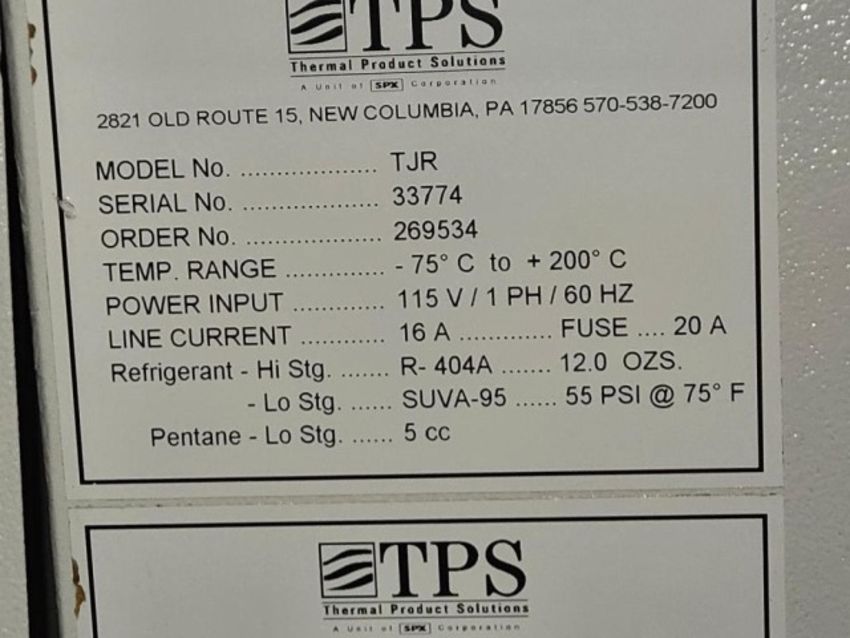 TPS
Thermal Product Solutions
A Unit of SPX Corporation
2821 OLD ROUTE 15, NEW COLUMBIA, PA 17856 570-538-7200
MODEL No. .................... TJR
SERIAL No. .................... 33774
ORDER No. .................... 269534
TEMP. RANGE .............. - 75° C to + 200° C
POWER INPUT ............. 115 V / 1 PH / 60 HZ
LINE CURRENT ............ 16 A ............. FUSE .... 20 A
Refrigerant - Hi Stg. ....... R- 404A ....... 12.0 OZS.
- Lo Stg. ...... SUVA-95 ...... 55 PSI @ 75° F
Pentane - Lo Stg. ...... 5 cc
TPS
Thermal Product Solutions
A Unit of SPX Corporation